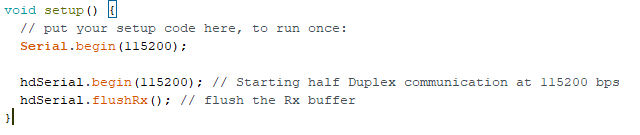 void setup() {
  // put your setup code here, to run once:
  Serial.begin(115200);

  hdSerial.begin(115200); // Starting half Duplex communication at 115200 bps
  hdSerial.flushRx(); // flush the Rx buffer
}